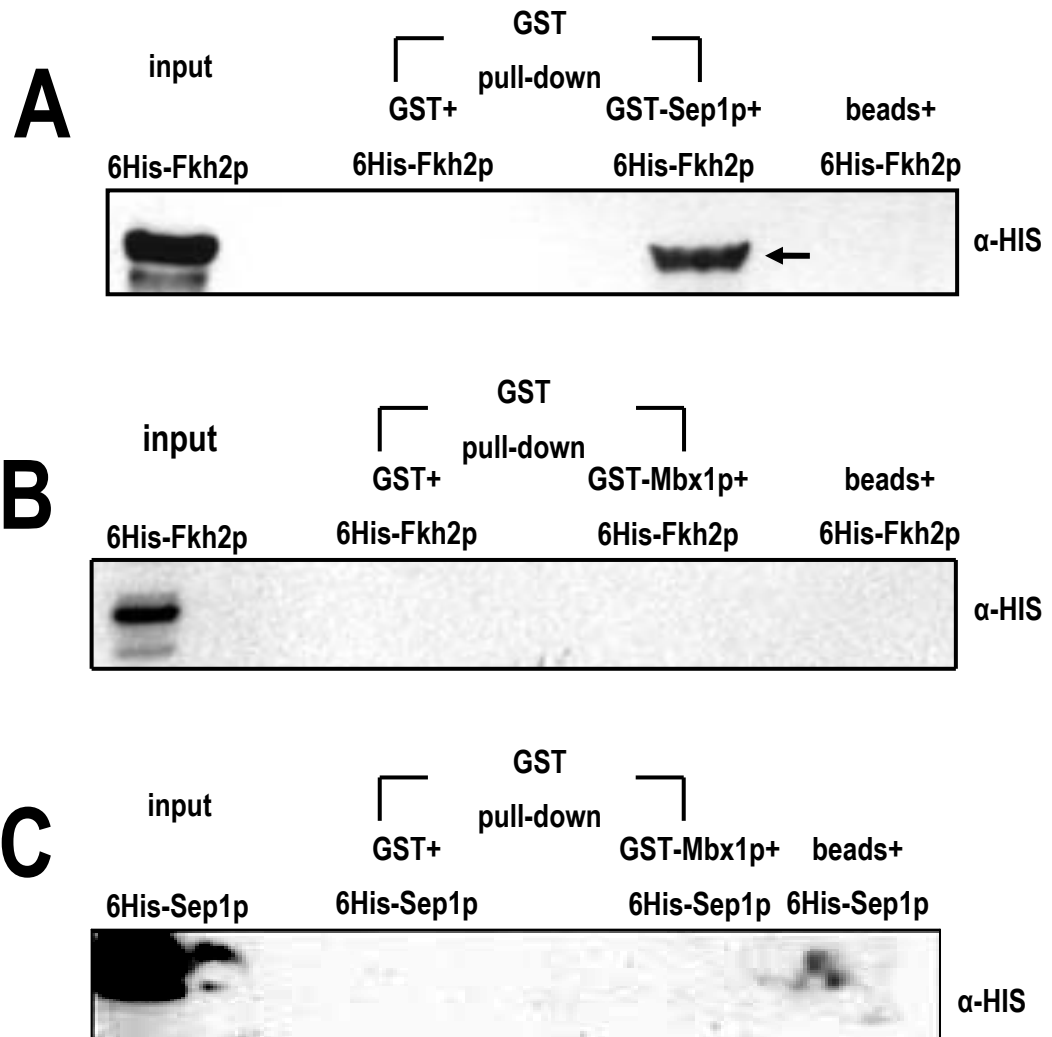 A
GST
input
pull-down
GST+ GST-Sep1p+ beads+
6His-Fkh2p 6His-Fkh2p 6His-Fkh2p 6His-Fkh2p
α-HIS
B
GST
input
pull-down
GST+ GST-Mbx1p+ beads+
6His-Fkh2p 6His-Fkh2p 6His-Fkh2p 6His-Fkh2p
α-HIS
C
GST
input
pull-down
GST+ GST-Mbx1p+ beads+
6His-Sep1p 6His-Sep1p 6His-Sep1p 6His-Sep1p
α-HIS